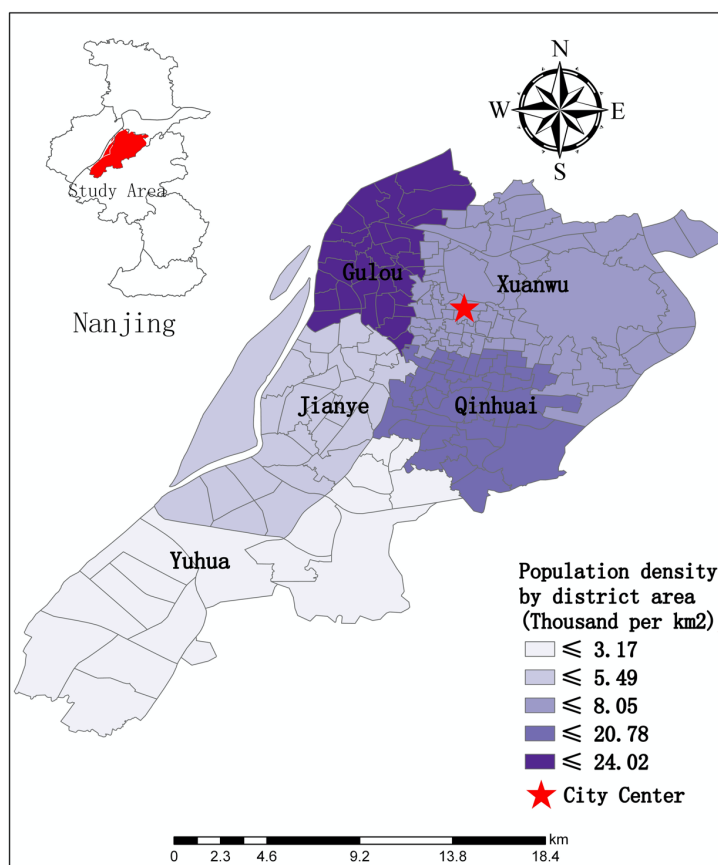 N
W
E
S
Study Area
Nanjing
Gulou
Xuanwu
Jianye
Qinhuai
Yuhua
Population density
by district area
(Thousand per km2)
≤ 3.17
≤ 5.49
≤ 8.05
≤ 20.78
≤ 24.02
City Center
km
0 2.3 4.6 9.2 13.8 18.4